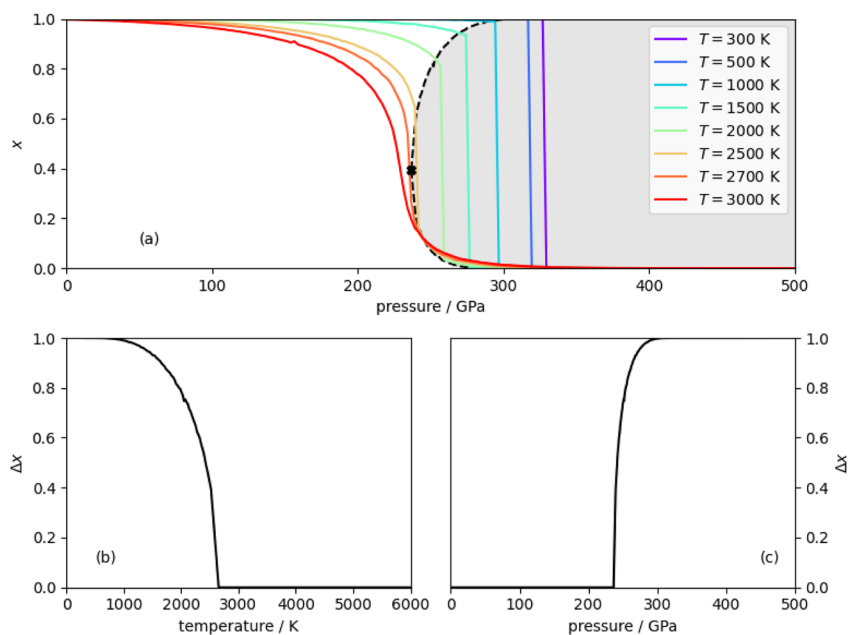 1.0
0.8
0.6
0.4
0.2
0.0
x
(a)
T = 300 K
T = 500 K
T = 1000 K
T = 1500 K
T = 2000 K
T = 2500 K
T = 2700 K
T = 3000 K
0 100 200 300 400 500
pressure / GPa
1.0
0.8
0.6
0.4
0.2
0.0
Δx
(b)
0 1000 2000 3000 4000 5000 6000
temperature / K
1.0
0.8
0.6
0.4
0.2
0.0
Δx
(c)
0 100 200 300 400 500
pressure / GPa